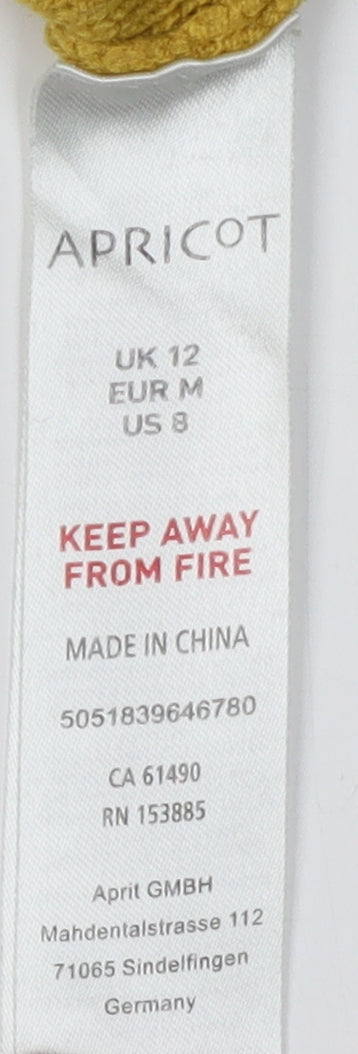 APRICOT
UK 12
EUR M
US 8
KEEP AWAY
FROM FIRE
MADE IN CHINA
5051839646780
CA 61490
RN 153885
Aprit GMBH
Mahdentalstrasse 112
71065 Sindelfingen
Germany